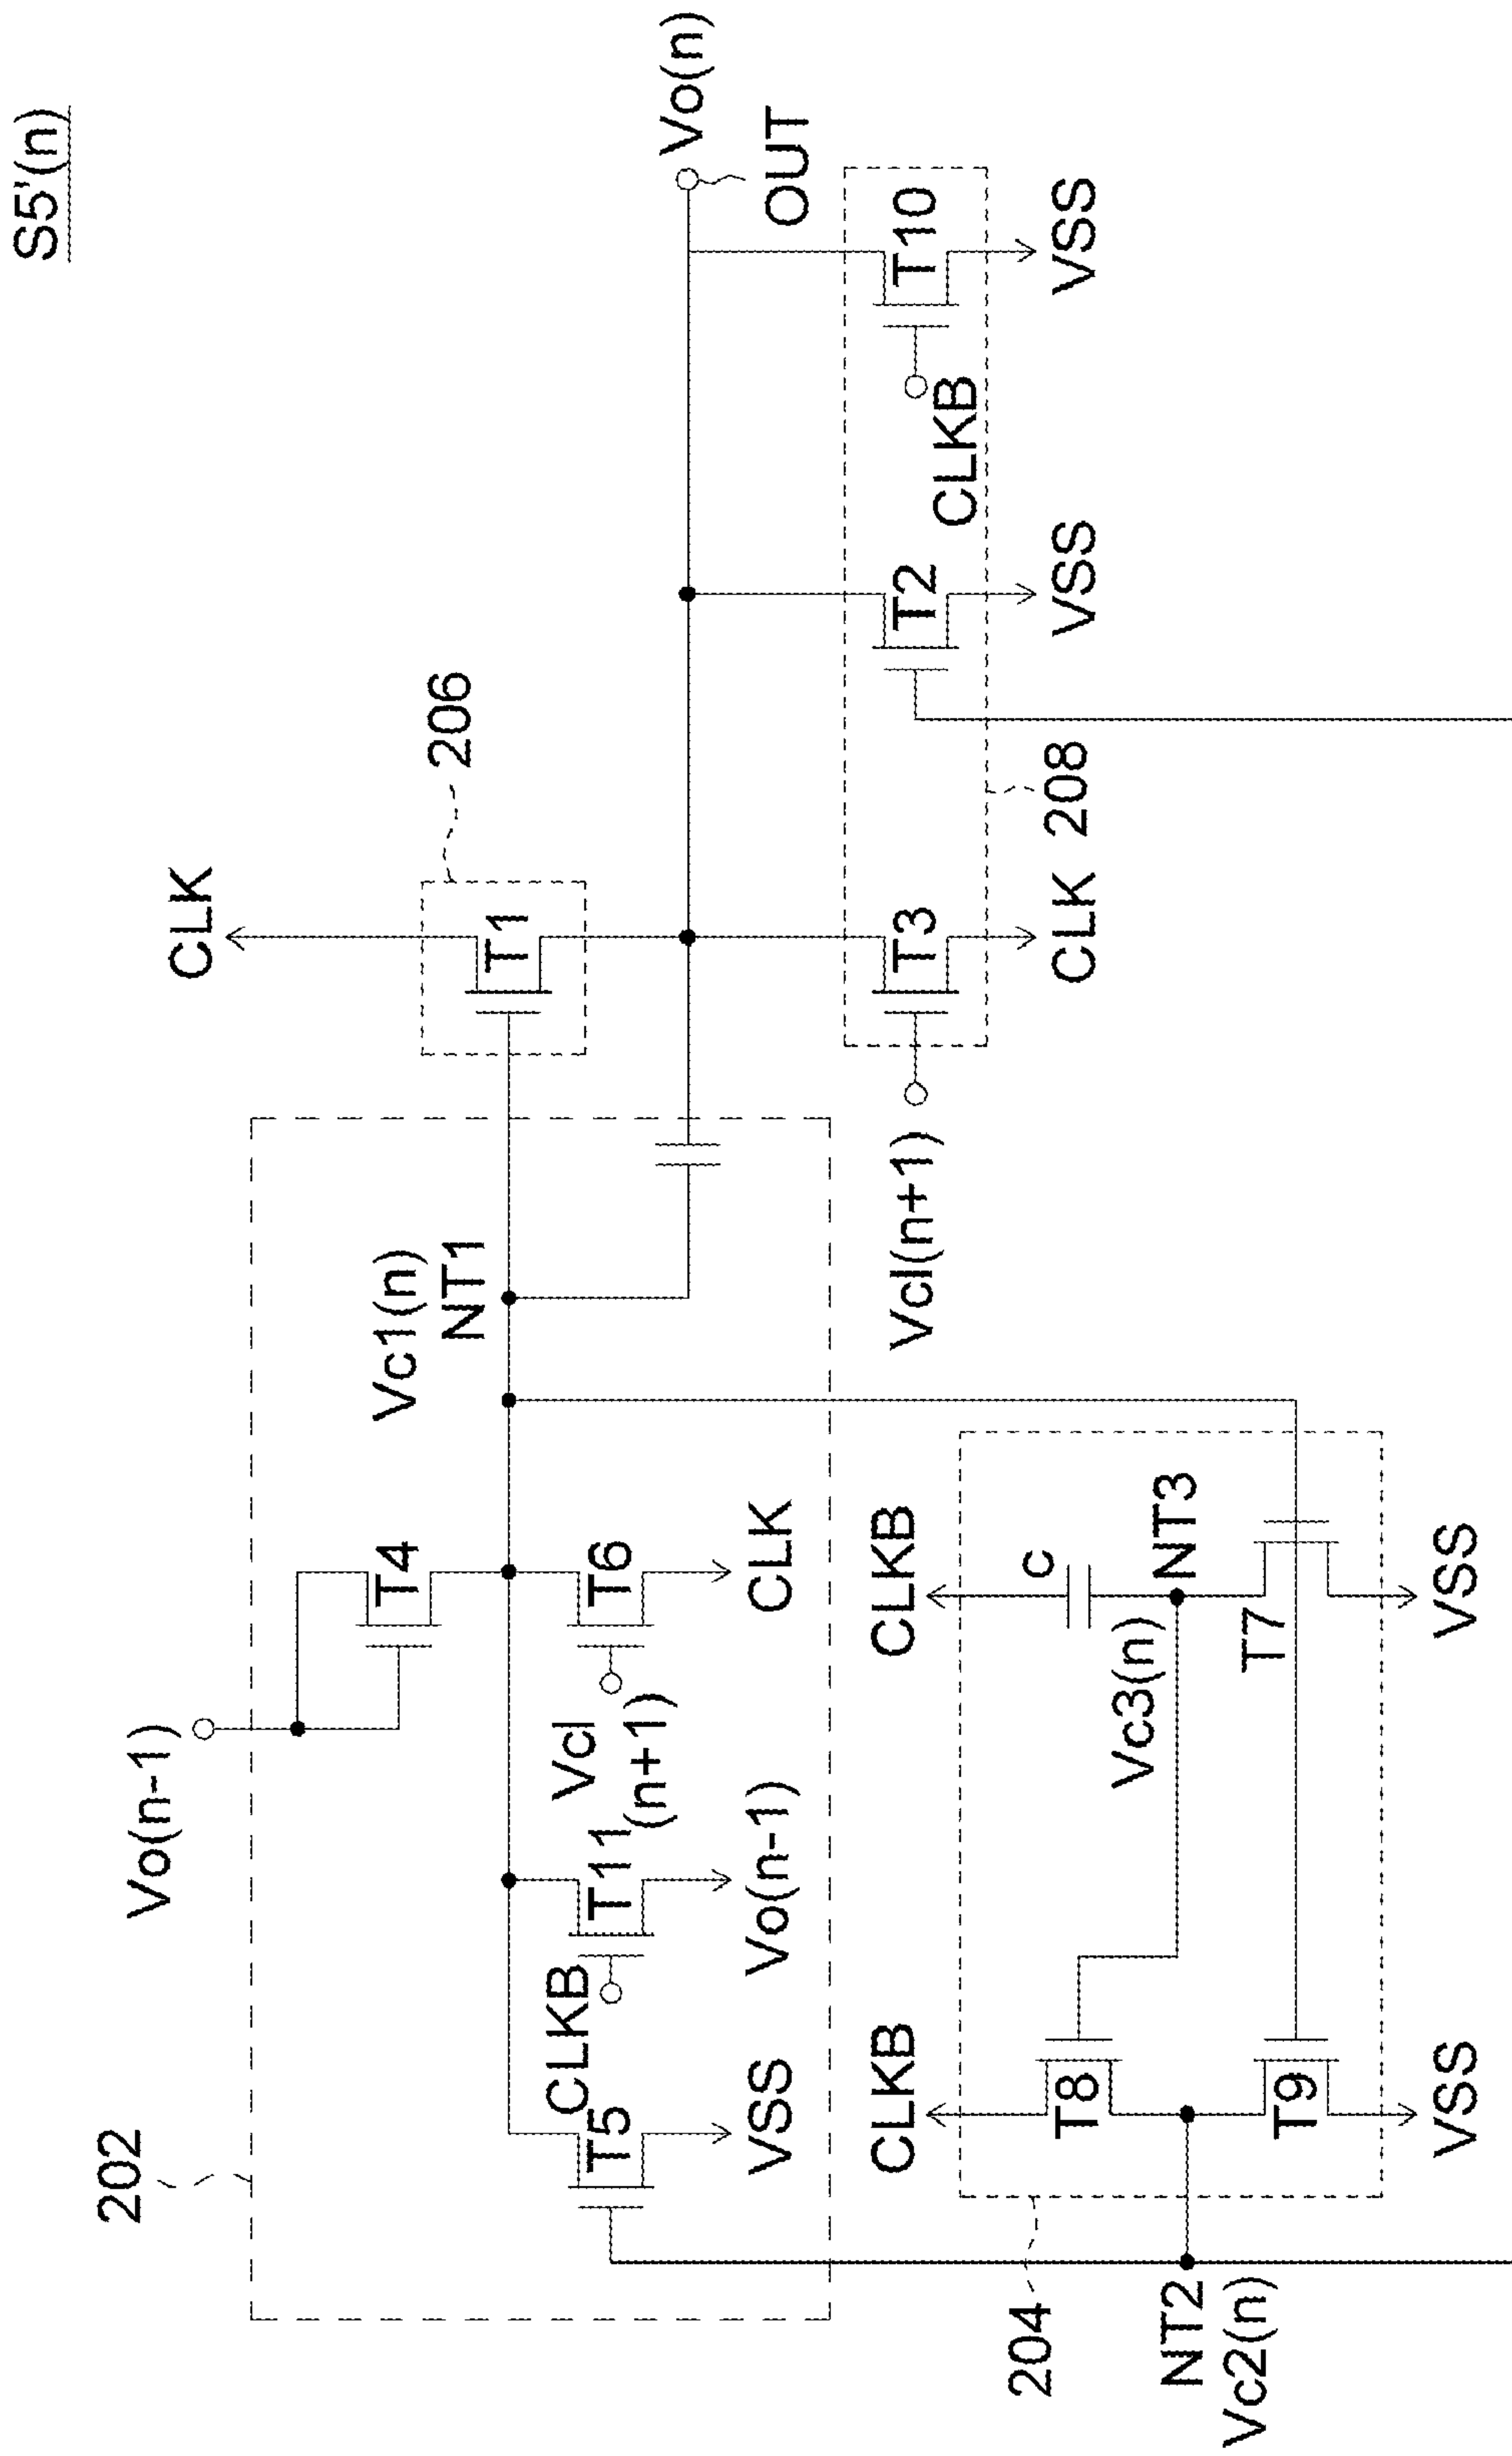 S5'(n)
CLK
206
T1
Vo(n-1)
202
T4
Vc1(n)
NT1
Vo(n)
OUT
CLKB
T5
T11
Vcl
(n+1)
T6
VSS
Vo(n-1)
CLK
Vcl(n+1)
T3
T2
T10
CLKB
CLK
208
VSS
VSS
CLKB
CLKB
c
T8
Vc3(n)
NT3
204
NT2
Vc2(n)
T9
T7
VSS
VSS